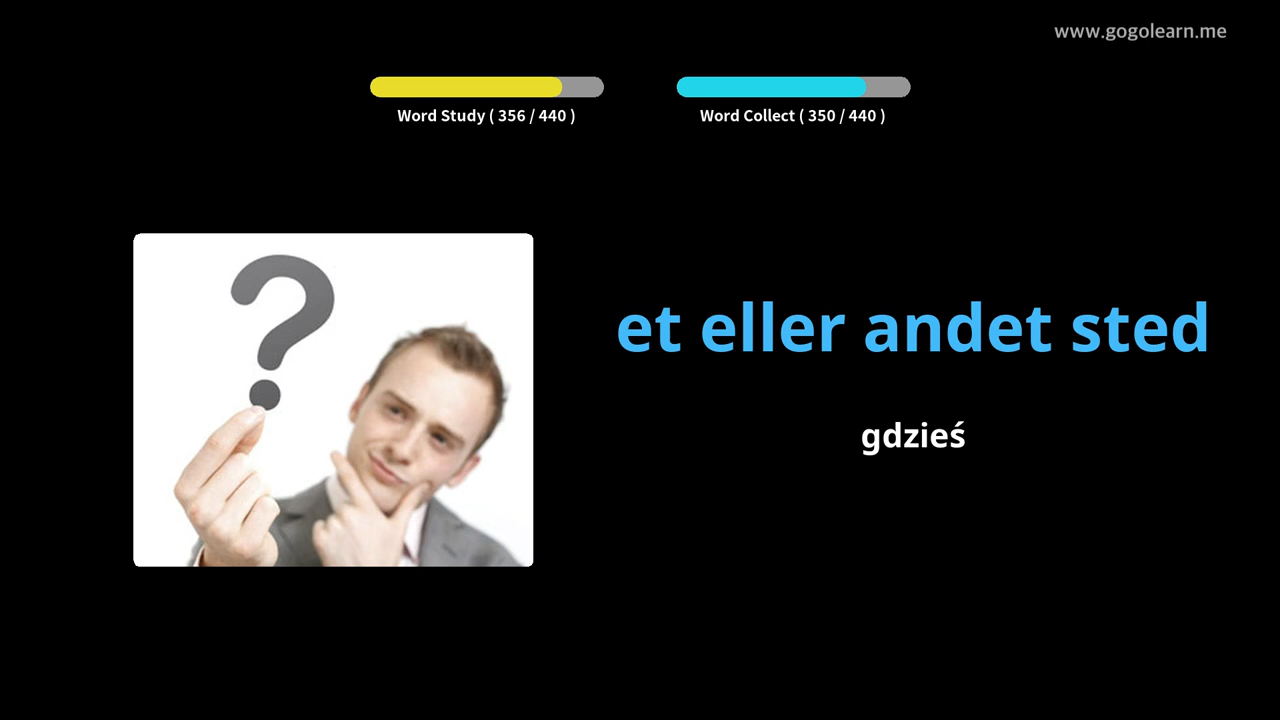 www.gogolearn.me
Word Study ( 356 / 440 )
Word Collect ( 350 / 440 )
et eller andet sted
gdzieś